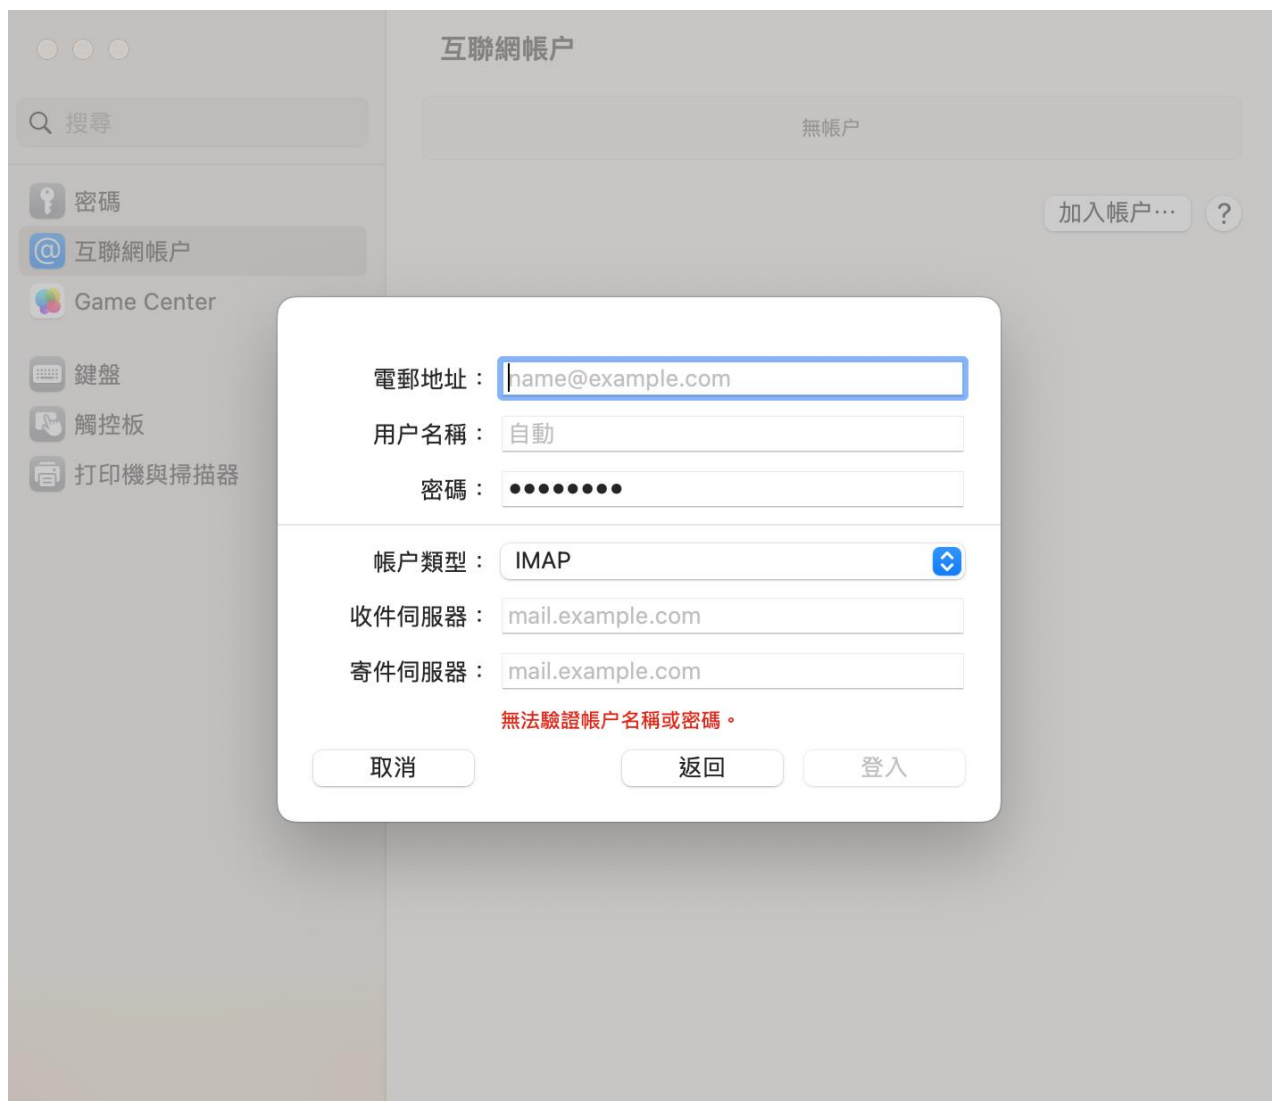 互聯網帳户
搜尋
無帳户
密碼
加入帳户…
?
互聯網帳户
Game Center
鍵盤
觸控板
打印機與掃描器
電郵地址：
name@example.com
用户名稱：
自動
密碼：
••••••••
帳户類型：
IMAP
收件伺服器：
mail.example.com
寄件伺服器：
mail.example.com
無法驗證帳户名稱或密碼。
取消
返回
登入